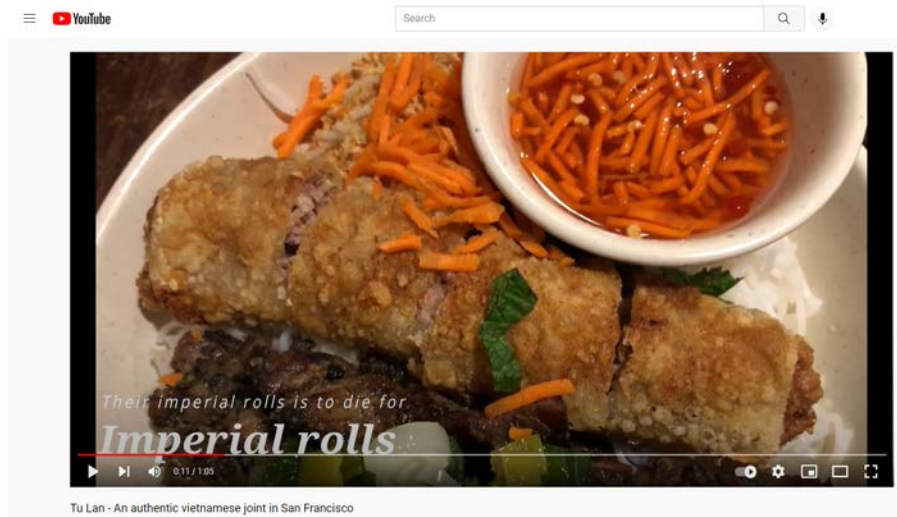 YouTube
Search
Their imperial rolls is to die for
Imperial rolls
0:11 / 1:05
Tu Lan - An authentic vietnamese joint in San Francisco